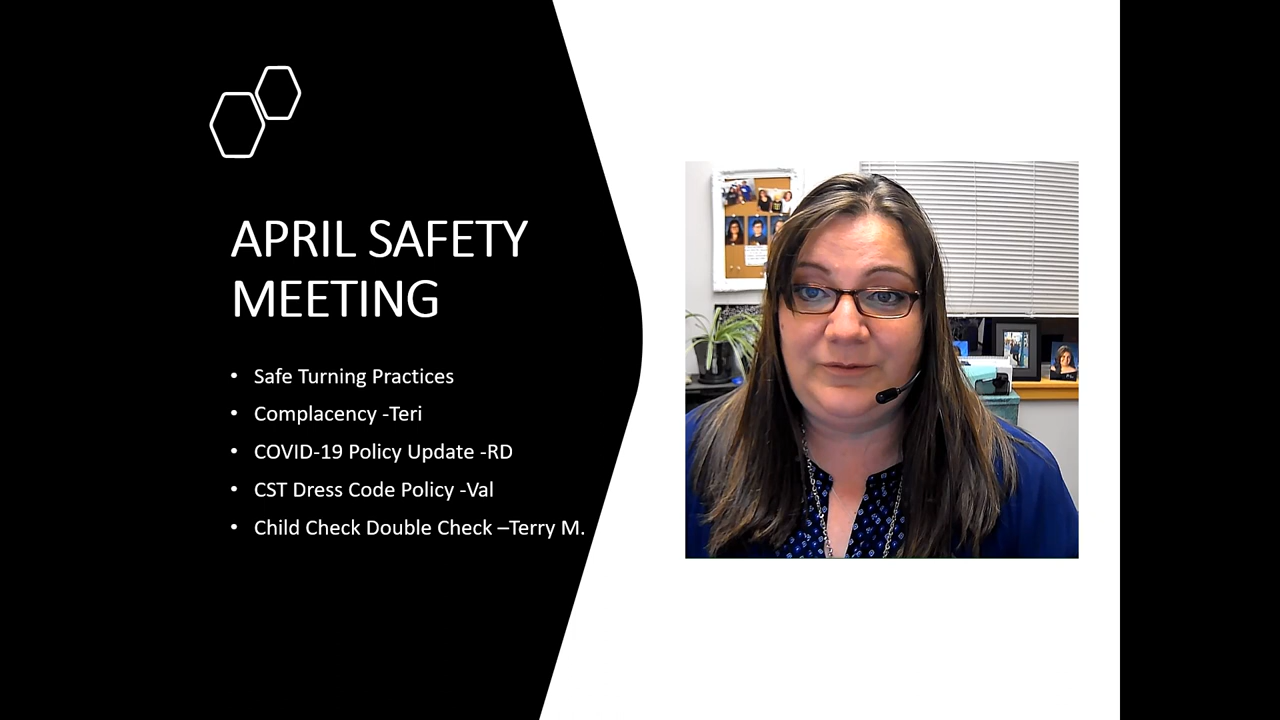 APRIL SAFETY
MEETING
• Safe Turning Practices
• Complacency -Teri
• COVID-19 Policy Update -RD
• CST Dress Code Policy -Val
• Child Check Double Check –Terry M.